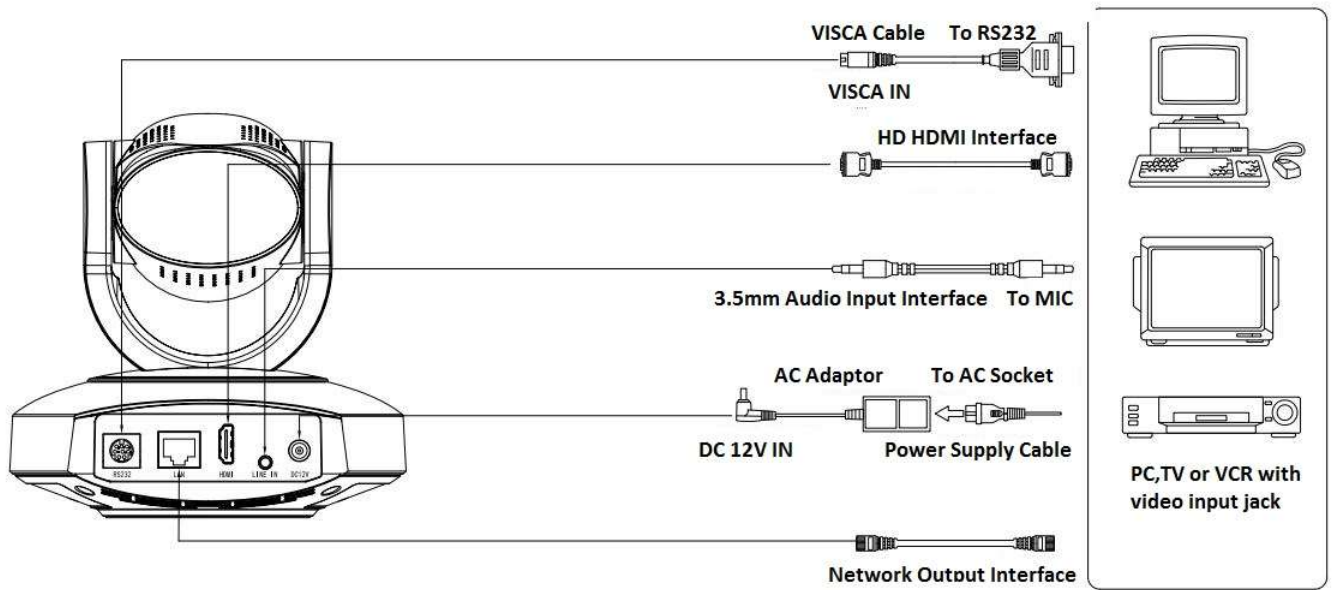 VISCA Cable To RS232
VISCA IN
HD HDMI Interface
3.5mm Audio Input Interface To MIC
AC Adaptor To AC Socket
DC 12V IN Power Supply Cable
RS232 LAN HDMI LINE IN DC12V
PC,TV or VCR with
video input jack
Network Output Interface